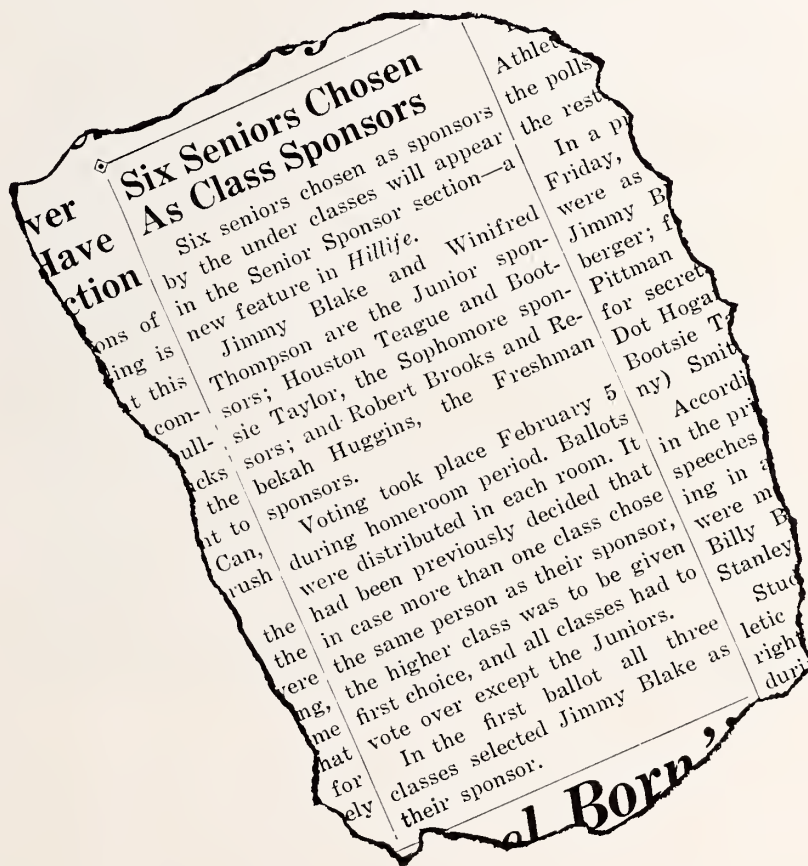 ver
Have
ction
ons of
ing is
t this
com-
ull-
cks
the
nt to
Can,
rush
the
the
vere
ng,
me
hat
for
ely
Six Seniors Chosen
As Class Sponsors
Six seniors chosen as sponsors
by the under classes will appear
in the Senior Sponsor section—a
new feature in Hillife.
Jimmy Blake and Winifred
Thompson are the Junior spon-
sors; Houston Teague and Boot-
sie Taylor, the Sophomore spon-
sors; and Robert Brooks and Re-
bekah Huggins, the Freshman
sponsors.
Voting took place February 5
during homeroom period. Ballots
were distributed in each room. It
had been previously decided that
in case more than one class chose
the same person as their sponsor,
the higher class was to be given
first choice, and all classes had to
vote over except the Juniors.
In the first ballot all three
classes selected Jimmy Blake as
their sponsor.
Athlet
the polls
the rest
In a pr
Friday,
were as
Jimmy B
berger; f
Pittman
for secret
Dot Hoga
Bootsie T
ny) Smit
Accordi
in the pri
speeches
ing in a
were m
Billy B
Stanley
Stud
letic
right
duri
el Born'